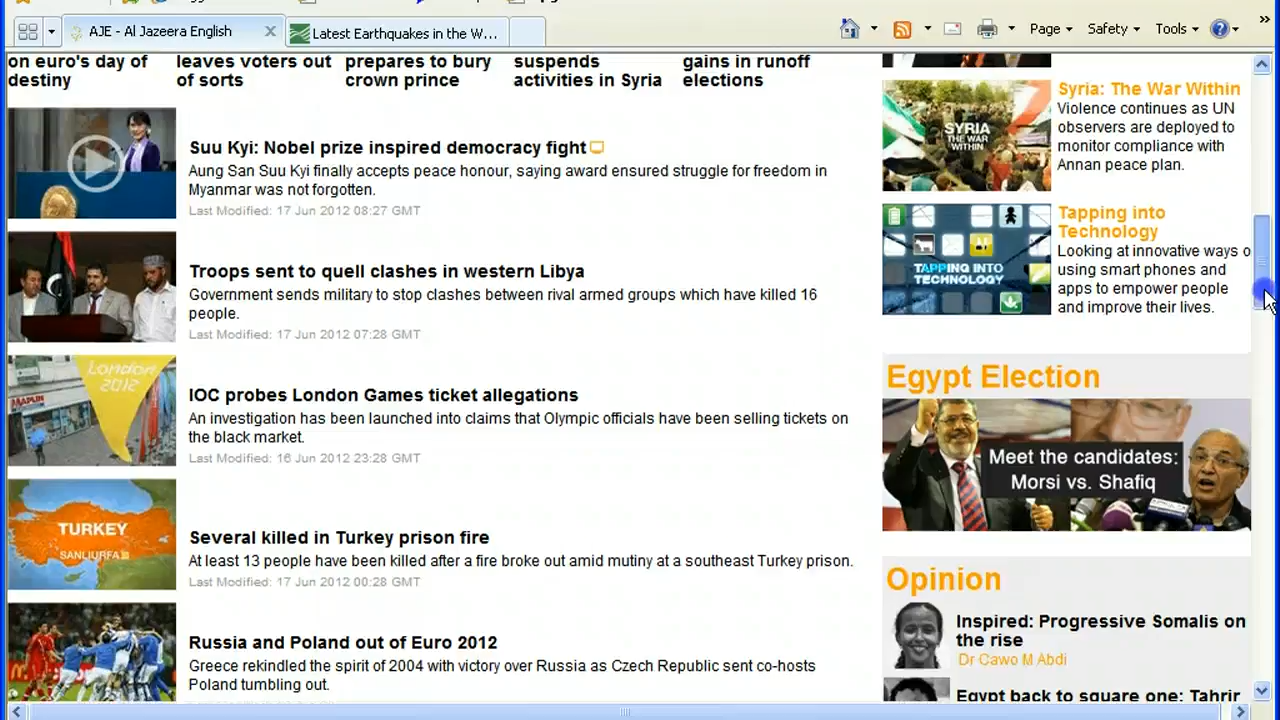 AJE - Al Jazeera English
Latest Earthquakes in the W...
Page
Safety
Tools
on euro's day of
destiny
leaves voters out
of sorts
prepares to bury
crown prince
suspends
activities in Syria
gains in runoff
elections
Suu Kyi: Nobel prize inspired democracy fight
Aung San Suu Kyi finally accepts peace honour, saying award ensured struggle for freedom in
Myanmar was not forgotten.
Last Modified: 17 Jun 2012 08:27 GMT
Troops sent to quell clashes in western Libya
Government sends military to stop clashes between rival armed groups which have killed 16
people.
Last Modified: 17 Jun 2012 07:28 GMT
London
2012
MAPLIN
IOC probes London Games ticket allegations
An investigation has been launched into claims that Olympic officials have been selling tickets on
the black market.
Last Modified: 16 Jun 2012 23:28 GMT
TURKEY
SANLIURFA
Several killed in Turkey prison fire
At least 13 people have been killed after a fire broke out amid mutiny at a southeast Turkey prison.
Last Modified: 17 Jun 2012 00:28 GMT
Russia and Poland out of Euro 2012
Greece rekindled the spirit of 2004 with victory over Russia as Czech Republic sent co-hosts
Poland tumbling out.
SYRIA
THE WAR
WITHIN
Syria: The War Within
Violence continues as UN
observers are deployed to
monitor compliance with
Annan peace plan.
TAPPING INTO
TECHNOLOGY
Tapping into
Technology
Looking at innovative ways o
using smart phones and
apps to empower people
and improve their lives.
Egypt Election
Meet the candidates:
Morsi vs. Shafiq
Opinion
Inspired: Progressive Somalis on
the rise
Dr Cawo M Abdi
Egypt back to square one: Tahrir